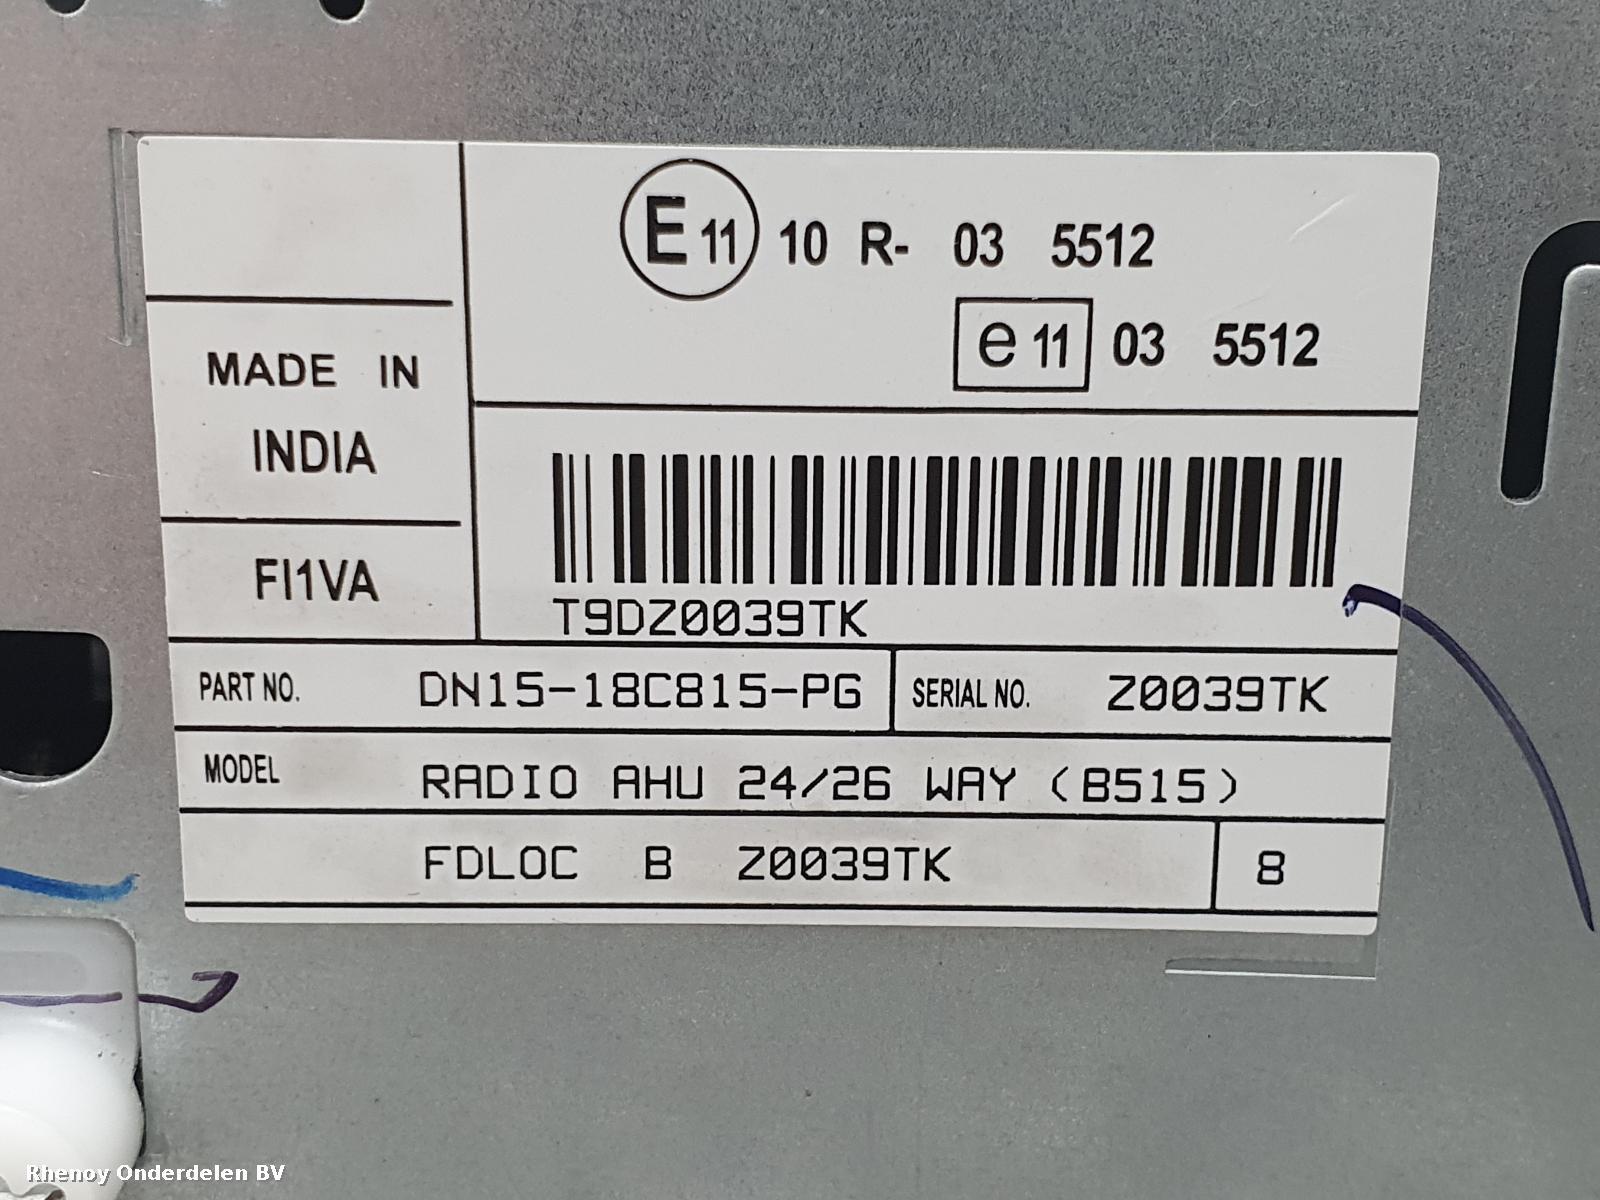 E 11 10 R- 03 5512
e 11 03 5512
MADE IN
INDIA
FI1VA
T9DZ0039TK
PART NO. DN15-18C815-PG SERIAL NO. Z0039TK
MODEL RADIO AHU 24/26 WAY (B515)
FDLOC B Z0039TK 8
Rhenoy Onderdelen BV